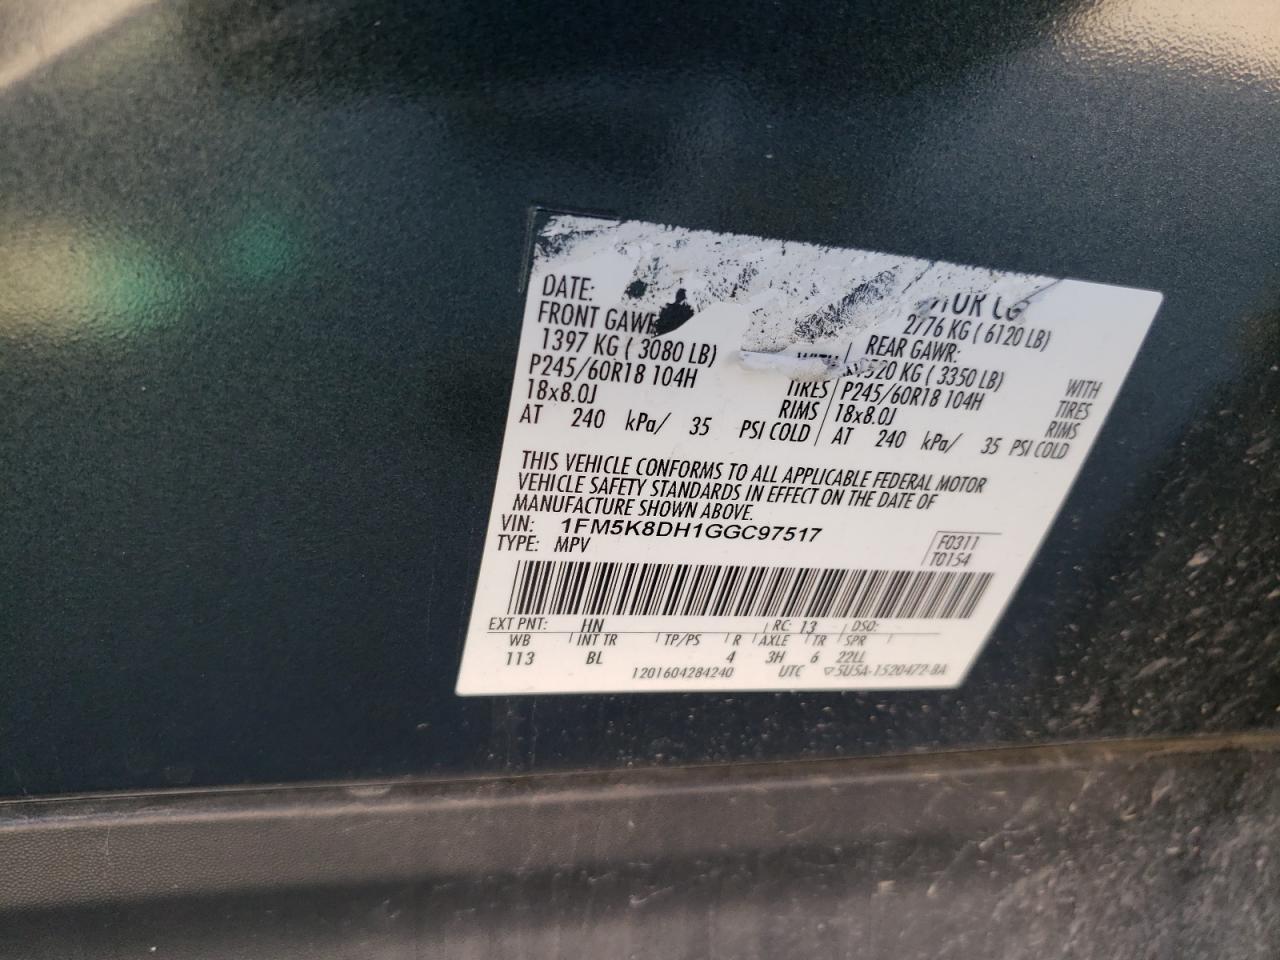 2776 KG ( 6120 LB)
DATE:
FRONT GAWR REAR GAWR:
1397 KG ( 3080 LB) WITH 1520 KG ( 3350 LB) WITH
P245/60R18 104H TIRES P245/60R18 104H TIRES
18x8.0J RIMS 18x8.0J RIMS
AT 240 kPa/ 35 PSI COLD AT 240 kPa/ 35 PSI COLD
THIS VEHICLE CONFORMS TO ALL APPLICABLE FEDERAL MOTOR
VEHICLE SAFETY STANDARDS IN EFFECT ON THE DATE OF
MANUFACTURE SHOWN ABOVE.
VIN: 1FM5K8DH1GGC97517
TYPE: MPV
F0311
T0154
EXT PNT: HN RC: 13 DSO:
WB INT TR TP/PS R AXLE TR SPR
113 BL 4 3H 6 22LL
1201604284240 UTC ▽5U5A-1520472-BA